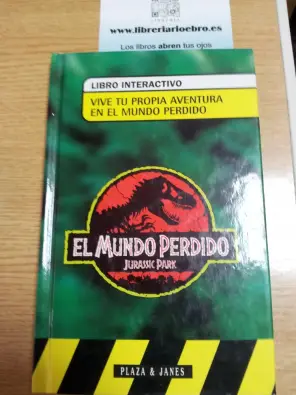 www.libreriarioebro.es
Los libros abren tus ojos
LIBRO INTERACTIVO
VIVE TU PROPIA AVENTURA
EN EL MUNDO PERDIDO
EL MUNDO PERDIDO
JURASSIC PARK
PLAZA & JANES